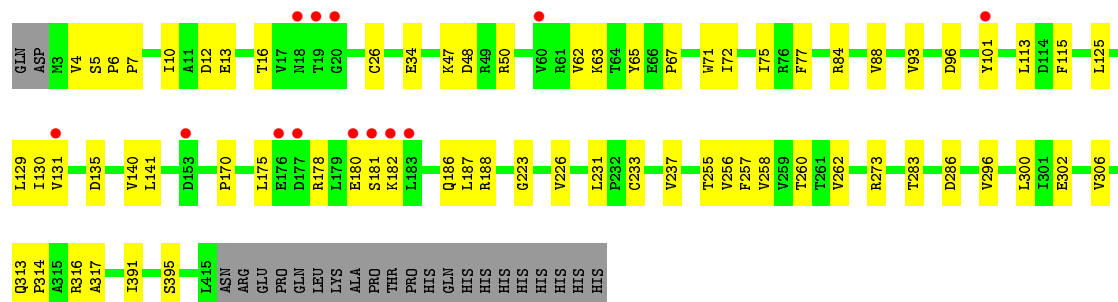 GLN ASP M3 V4 S5 P6 P7 I10 A11 D12 E13 T16 V17 N18 T19 G20 C26 E34 K47 D48 R49 R50 V60 R61 V62 K63 T64 Y65 E66 P67 W71 I72 I75 R76 F77 R84 V88 V93 D96 Y101 L113 D114 F115 L125
L129 I130 V131 D135 V140 L141 D153 P170 L175 E176 D177 R178 L179 E180 S181 K182 L183 Q186 L187 R188 G223 V226 L231 P232 C233 V237 T255 V256 F257 V258 V259 T260 T261 V262 R273 T283 D286 V296 L300 I301 E302 V306
Q313 P314 A315 R316 A317 I391 S395 L415 ASN ARG GLU PRO GLN LEU LYS ALA PRO THR PRO HIS GLN HIS HIS HIS HIS HIS HIS HIS HIS